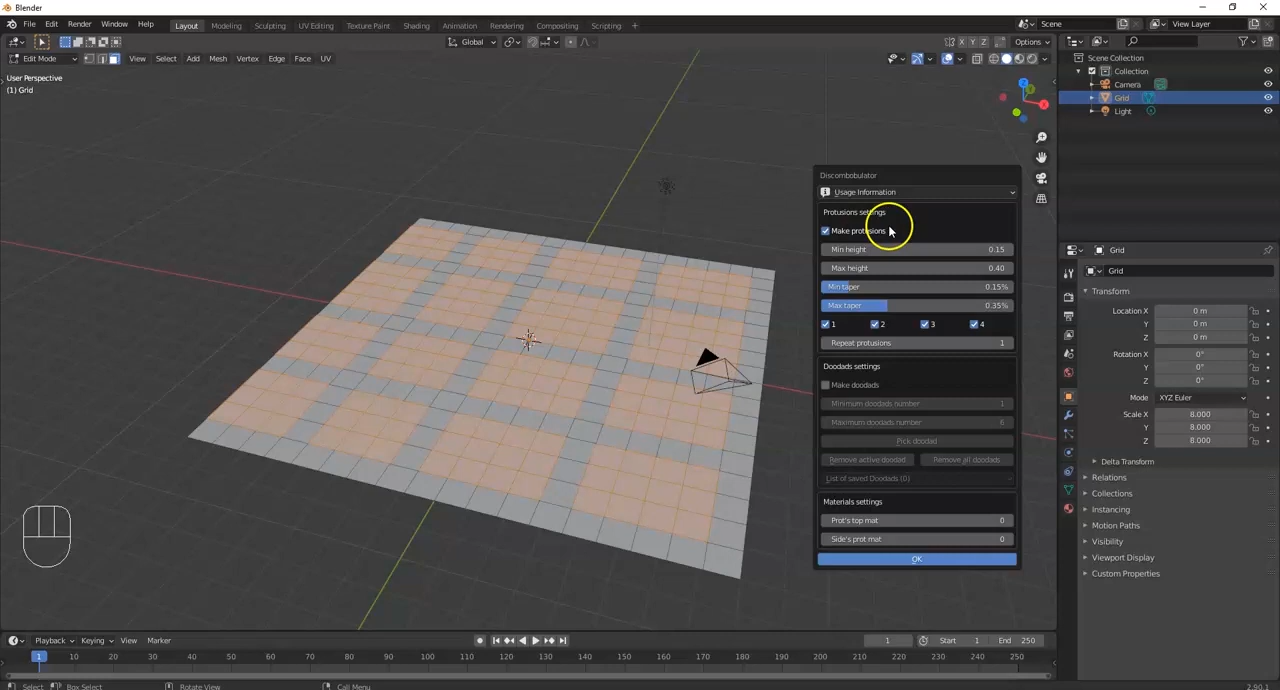 Blender
File Edit Render Window Help
Layout Modeling Sculpting UV Editing Texture Paint Shading Animation Rendering Compositing Scripting +
Scene
View Layer
Global
X Y Z
Options
Edit Mode
View Select Add Mesh Vertex Edge Face UV
User Perspective
(1) Grid
Scene Collection
Collection
Camera
Grid
Light
Discombobulator
Usage Information
Protusions settings
Make protusions
Min height 0.15
Max height 0.40
Min taper 0.15%
Max taper 0.35%
1 2 3 4
Repeat protusions 1
Doodads settings
Make doodads
Minimum doodads number 1
Maximum doodads number 6
Pick doodad
Remove active doodad Remove all doodads
List of saved Doodads (0)
Materials settings
Prot's top mat 0
Side's prot mat 0
OK
Grid
Grid
Transform
Location X 0 m
Y 0 m
Z 0 m
Rotation X 0°
Y 0°
Z 0°
Mode XYZ Euler
Scale X 8.000
Y 8.000
Z 8.000
Delta Transform
Relations
Collections
Instancing
Motion Paths
Visibility
Viewport Display
Custom Properties
Playback Keying View Marker
1
Start 1
End 250
1 10 20 30 40 50 60 70 80 90 100 110 120 130 140 150 160 170 180 190 200 210 220 230 240 250
Select Box Select Rotate View Call Menu
2.90.1